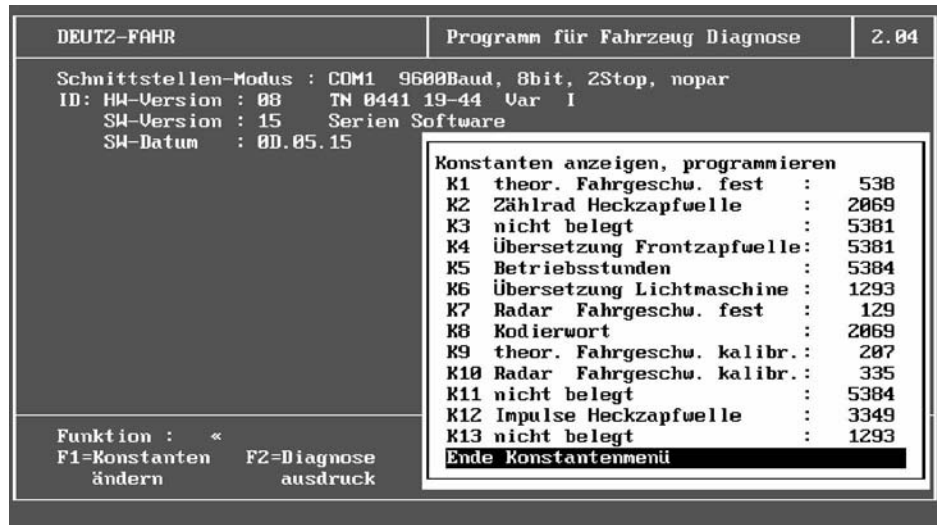 DEUTZ-FAHR Programm für Fahrzeug Diagnose 2.04
Schnittstellen-Modus : COM1 9600Baud, 8bit, 2Stop, nopar
ID: HW-Version : 08 TN 0441 19-44 Var I
SW-Version : 15 Serien Software
SW-Datum : 0D.05.15
Konstanten anzeigen, programmieren
K1 theor. Fahrgeschw. fest : 538
K2 Zählrad Heckzapfwelle : 2069
K3 nicht belegt : 5381
K4 Übersetzung Frontzapfwelle: 5381
K5 Betriebsstunden : 5384
K6 Übersetzung Lichtmaschine : 1293
K7 Radar Fahrgeschw. fest : 129
K8 Kodierwort : 2069
K9 theor. Fahrgeschw. kalibr.: 207
K10 Radar Fahrgeschw. kalibr.: 335
K11 nicht belegt : 5384
K12 Impulse Heckzapfwelle : 3349
K13 nicht belegt : 1293
Ende Konstantenmenü
Funktion : «
F1=Konstanten F2=Diagnose
ändern ausdruck